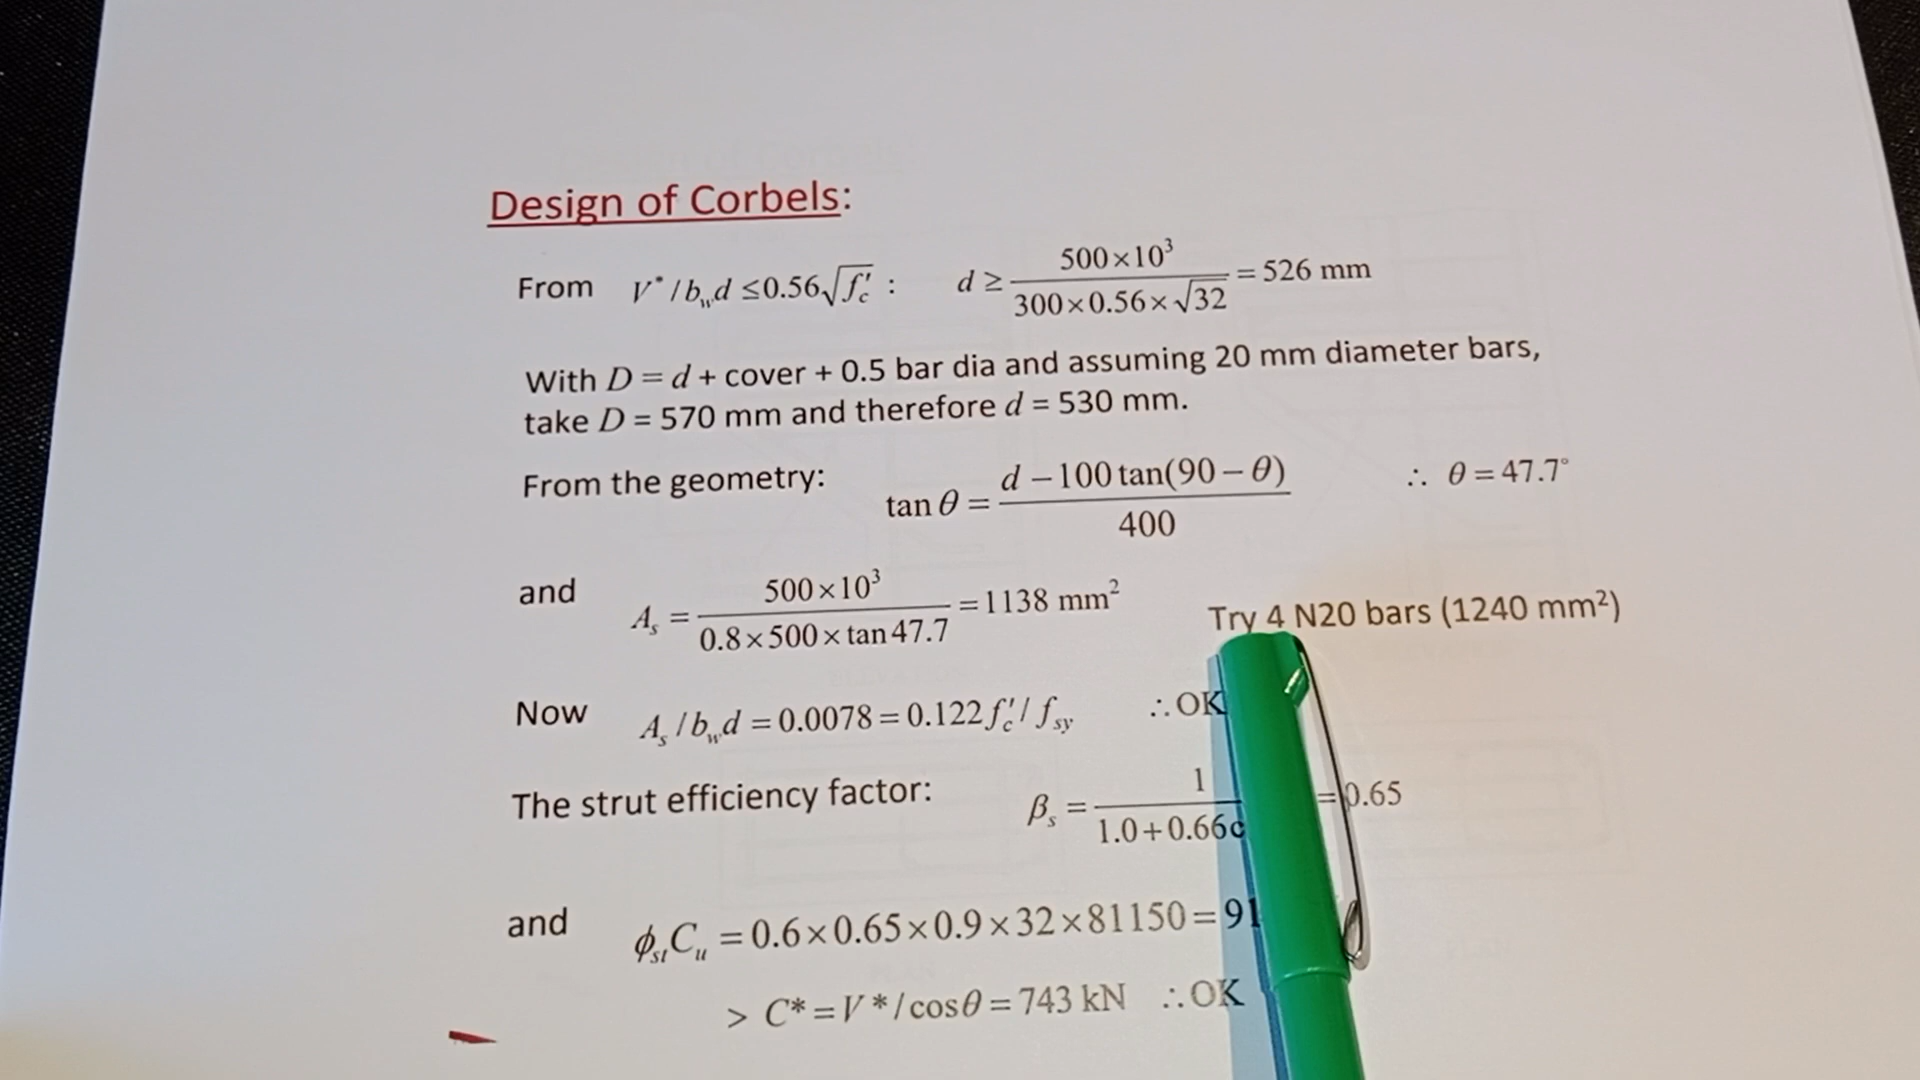 Design of Corbels:
From V*/b_w d ≤0.56√f'_c : d ≥ 500×10³ / 300×0.56×√32 = 526 mm
With D = d + cover + 0.5 bar dia and assuming 20 mm diameter bars,
take D = 570 mm and therefore d = 530 mm.
From the geometry: tan θ = d − 100 tan(90 − θ) / 400 ∴ θ = 47.7°
and A_s = 500×10³ / 0.8×500×tan 47.7 = 1138 mm² Try 4 N20 bars (1240 mm²)
Now A_s / b_w d = 0.0078 = 0.122 f'_c / f_sy ∴ OK
The strut efficiency factor: β_s = 1 / 1.0+0.66 = 0.65
and ϕ_st C_u = 0.6×0.65×0.9×32×81150 = 91
> C* = V*/cosθ = 743 kN ∴ OK